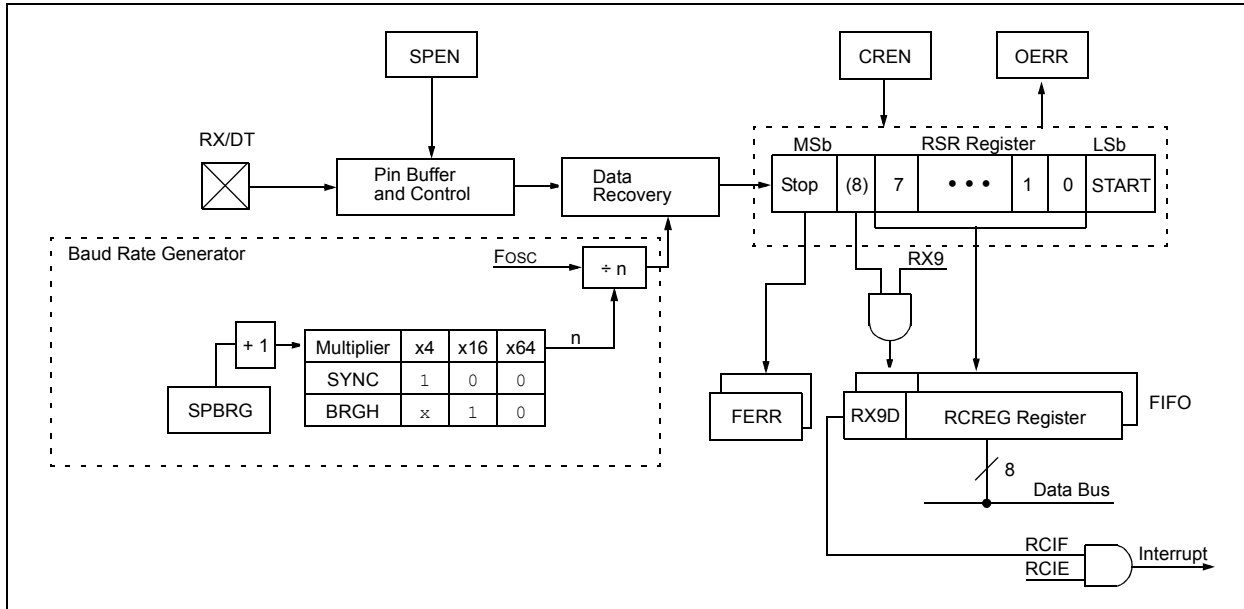 SPEN
CREN
OERR
RX/DT
Pin Buffer
and Control
Data
Recovery
MSb
RSR Register
LSb
Stop (8) 7 • • • 1 0 START
Baud Rate Generator
FOSC
÷ n
RX9
+ 1
n
Multiplier x4 x16 x64
SYNC 1 0 0
BRGH x 1 0
SPBRG
FERR
RX9D
RCREG Register
FIFO
8
Data Bus
RCIF
RCIE
Interrupt